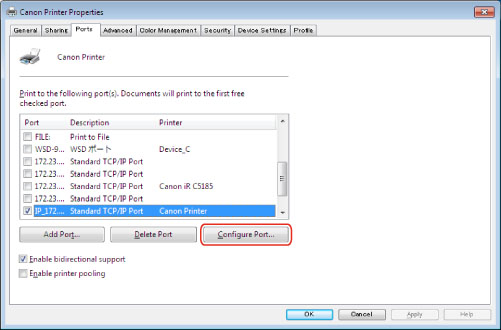 Canon Printer Properties
General Sharing Ports Advanced Color Management Security Device Settings Profile
Canon Printer
Print to the following port(s). Documents will print to the first free
checked port.
Port Description Printer
FILE: Print to File
WSD-9... WSD ポート Device_C
172.23.... Standard TCP/IP Port
172.23.... Standard TCP/IP Port
172.23.... Standard TCP/IP Port Canon iR C5185
172.23.... Standard TCP/IP Port
IP_172.... Standard TCP/IP Port Canon Printer
Add Port... Delete Port Configure Port...
Enable bidirectional support
Enable printer pooling
OK Cancel Apply Help